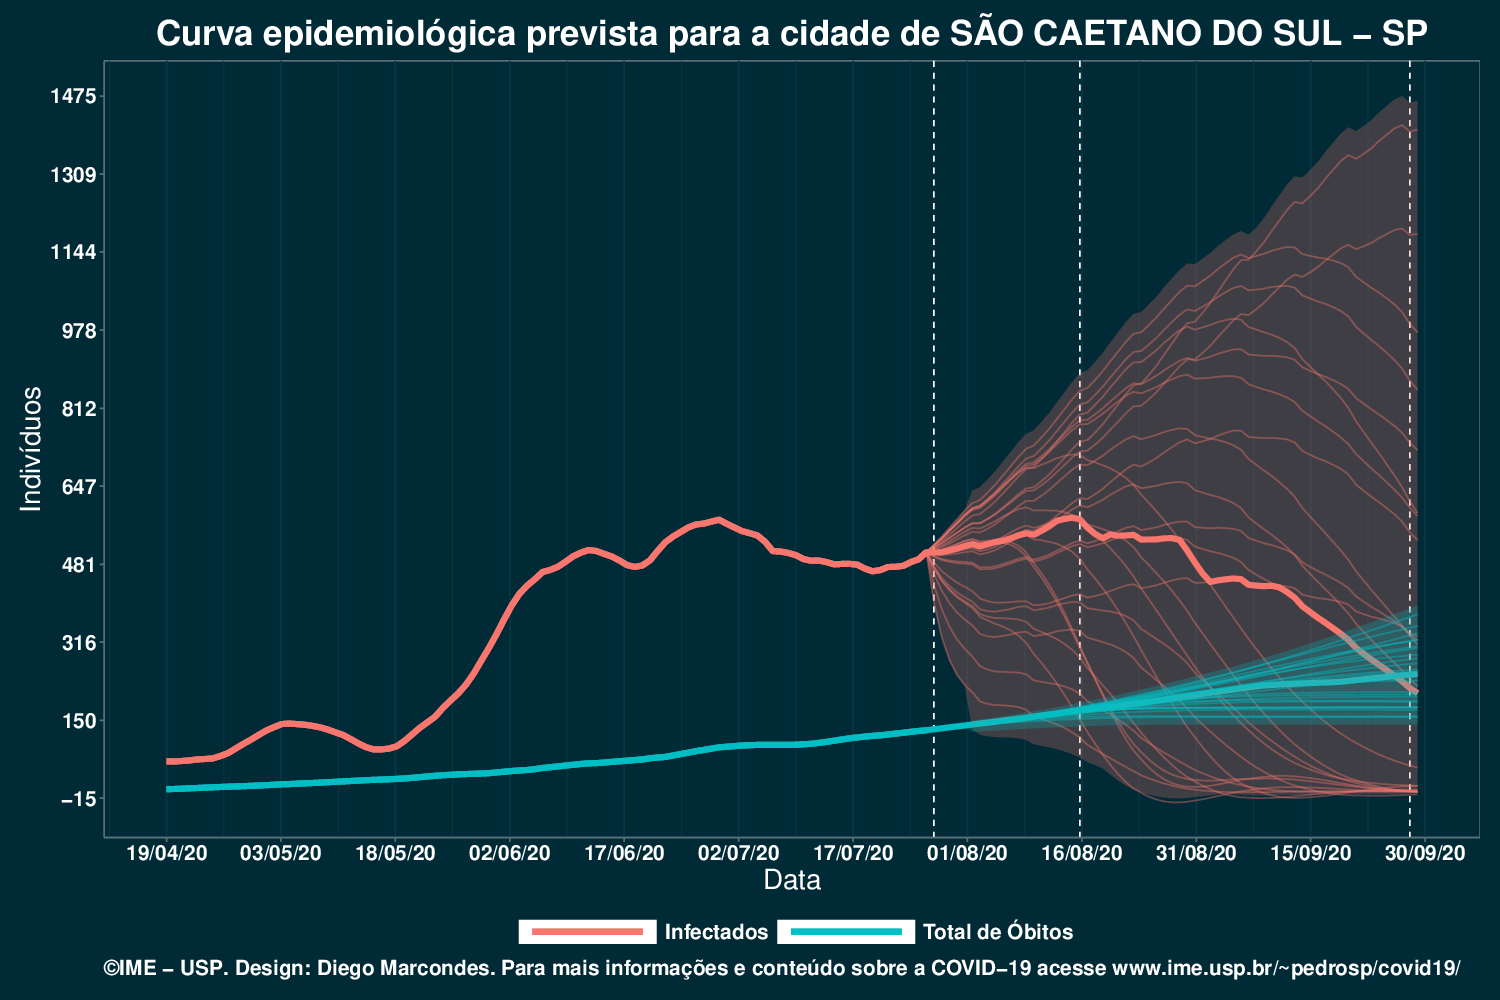 Curva epidemiológica prevista para a cidade de SÃO CAETANO DO SUL – SP
1475
1309
1144
978
812
647
481
316
150
−15
Indivíduos
19/04/20 03/05/20 18/05/20 02/06/20 17/06/20 02/07/20 17/07/20 01/08/20 16/08/20 31/08/20 15/09/20 30/09/20
Data
Infectados Total de Óbitos
©IME − USP. Design: Diego Marcondes. Para mais informações e conteúdo sobre a COVID−19 acesse www.ime.usp.br/~pedrosp/covid19/